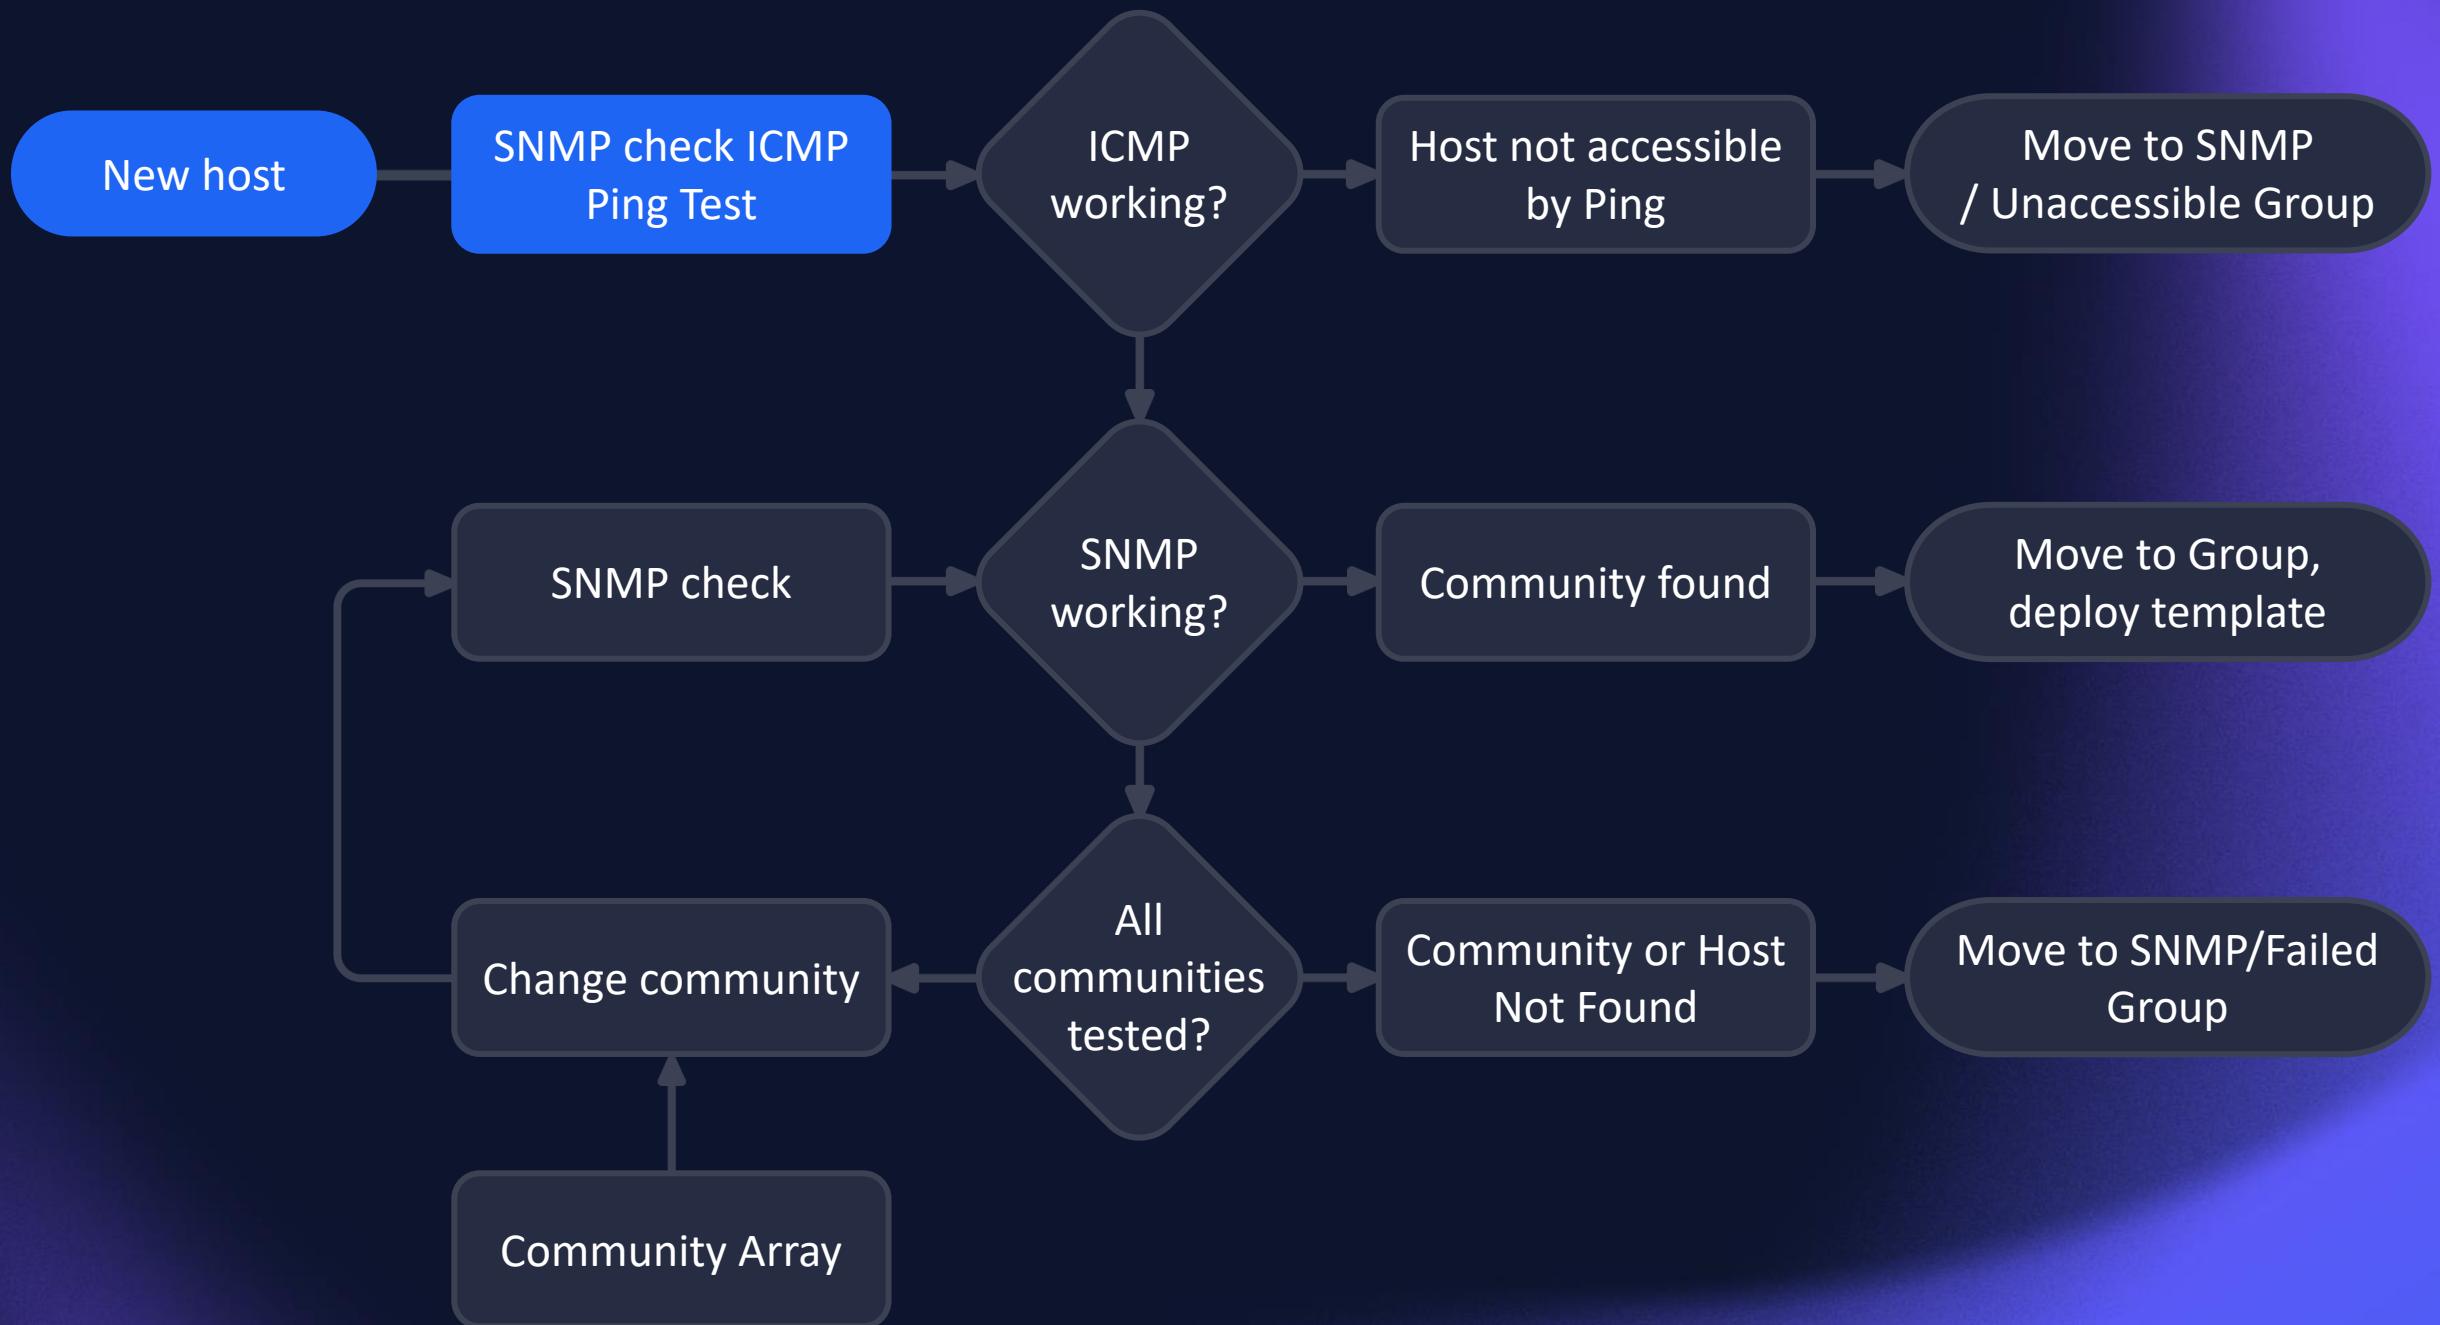 New host
SNMP check ICMP
Ping Test
ICMP
working?
Host not accessible
by Ping
Move to SNMP
/ Unaccessible Group
SNMP check
SNMP
working?
Community found
Move to Group,
deploy template
Change community
All
communities
tested?
Community or Host
Not Found
Move to SNMP/Failed
Group
Community Array